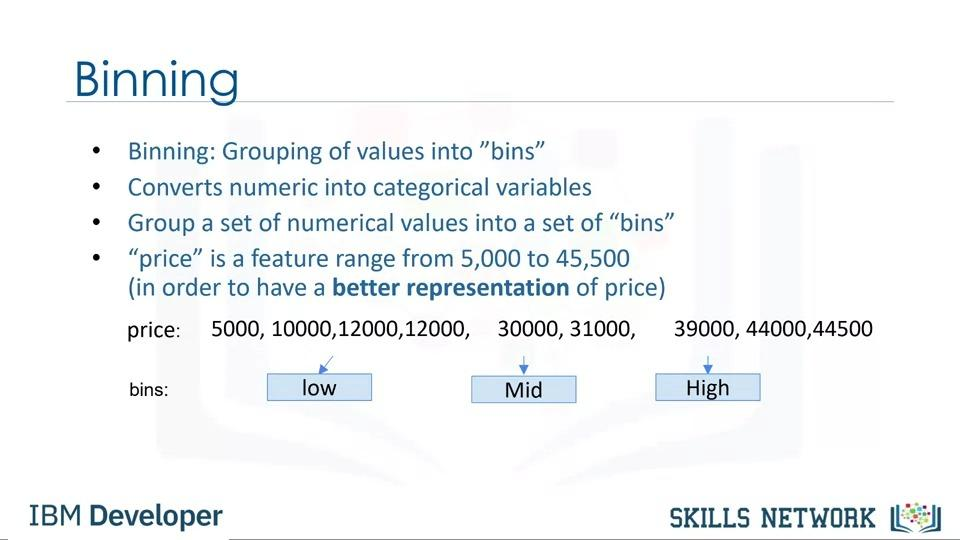 Binning
• Binning: Grouping of values into ”bins”
• Converts numeric into categorical variables
• Group a set of numerical values into a set of “bins”
• “price” is a feature range from 5,000 to 45,500
(in order to have a better representation of price)
price: 5000, 10000,12000,12000, 30000, 31000, 39000, 44000,44500
bins: low Mid High
IBM Developer SKILLS NETWORK